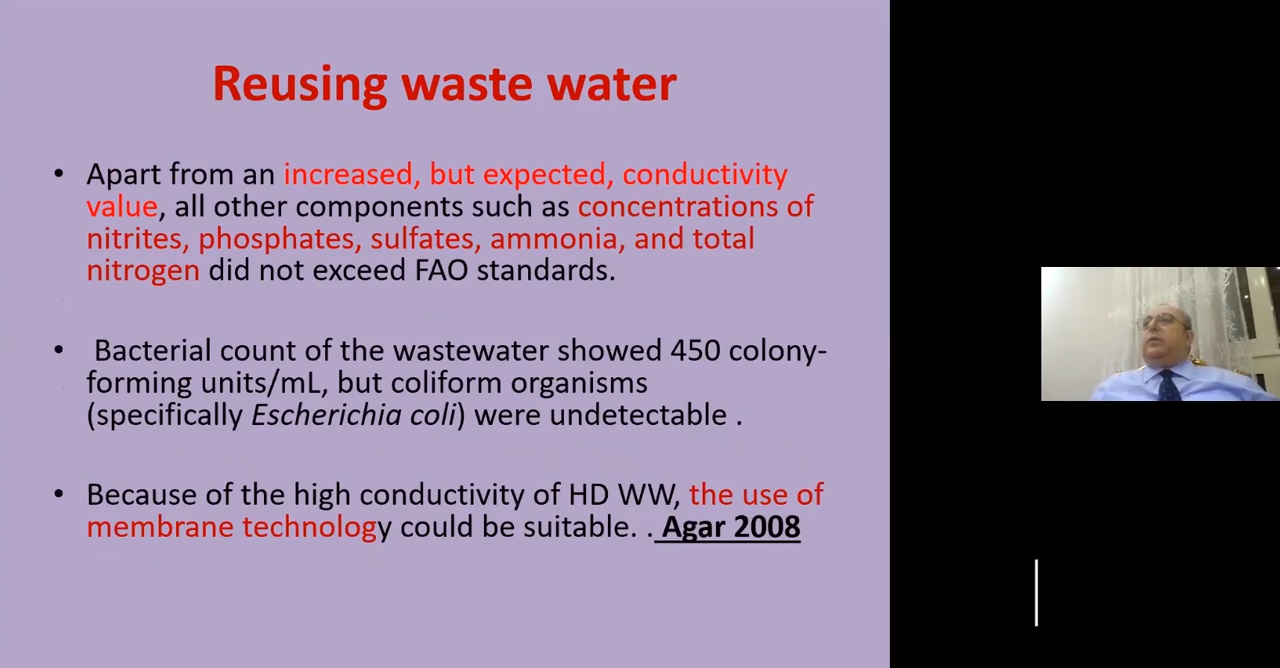 Reusing waste water
• Apart from an increased, but expected, conductivity
value, all other components such as concentrations of
nitrites, phosphates, sulfates, ammonia, and total
nitrogen did not exceed FAO standards.
• Bacterial count of the wastewater showed 450 colony-
forming units/mL, but coliform organisms
(specifically Escherichia coli) were undetectable .
• Because of the high conductivity of HD WW, the use of
membrane technology could be suitable. . Agar 2008